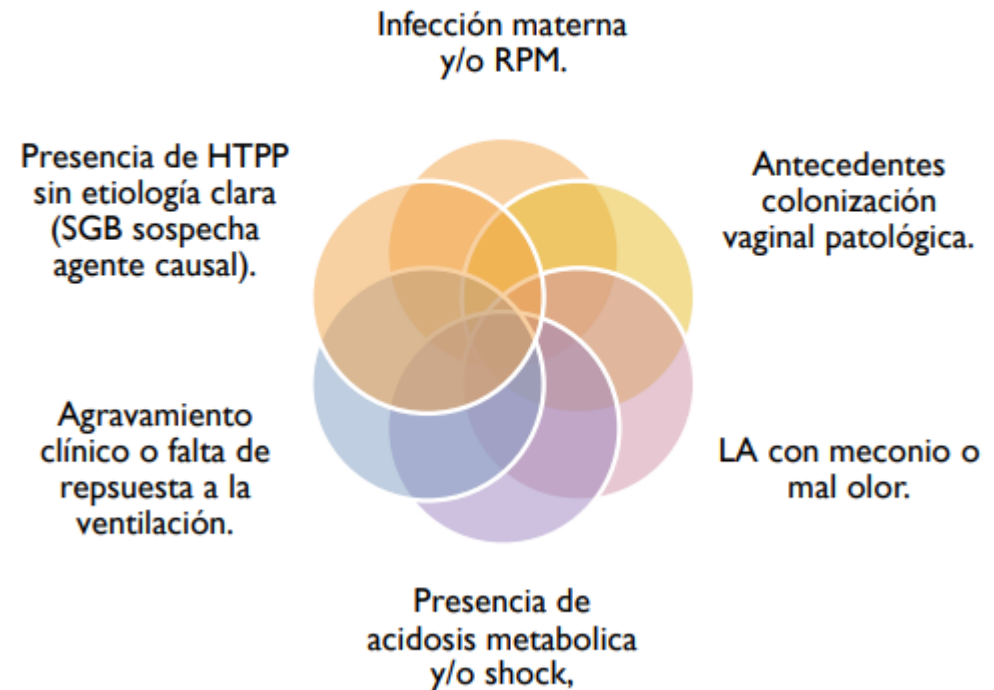 Infección materna
y/o RPM.
Presencia de HTPP
sin etiología clara
(SGB sospecha
agente causal).
Antecedentes
colonización
vaginal patológica.
Agravamiento
clínico o falta de
repsuesta a la
ventilación.
LA con meconio o
mal olor.
Presencia de
acidosis metabolica
y/o shock,